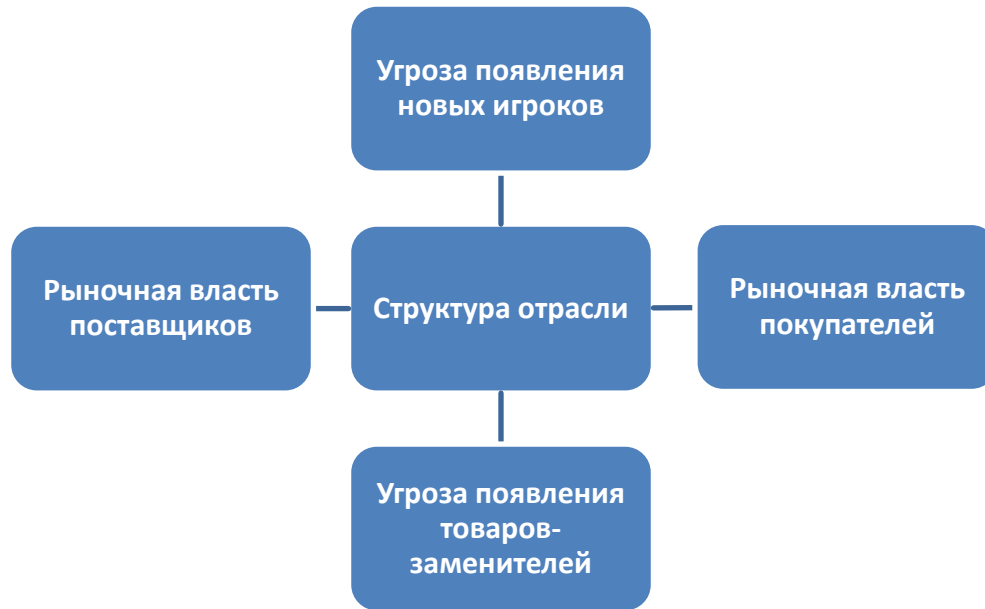 Угроза появления
новых игроков
Рыночная власть
поставщиков
Структура отрасли
Рыночная власть
покупателей
Угроза появления
товаров-
заменителей